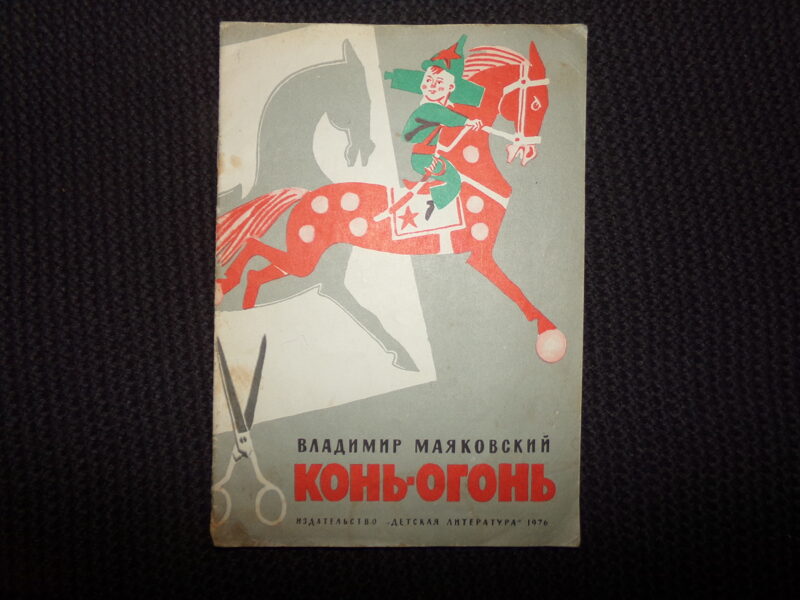 ВЛАДИМИР МАЯКОВСКИЙ
КОНЬ-ОГОНЬ
ИЗДАТЕЛЬСТВО „ДЕТСКАЯ ЛИТЕРАТУРА" 1976